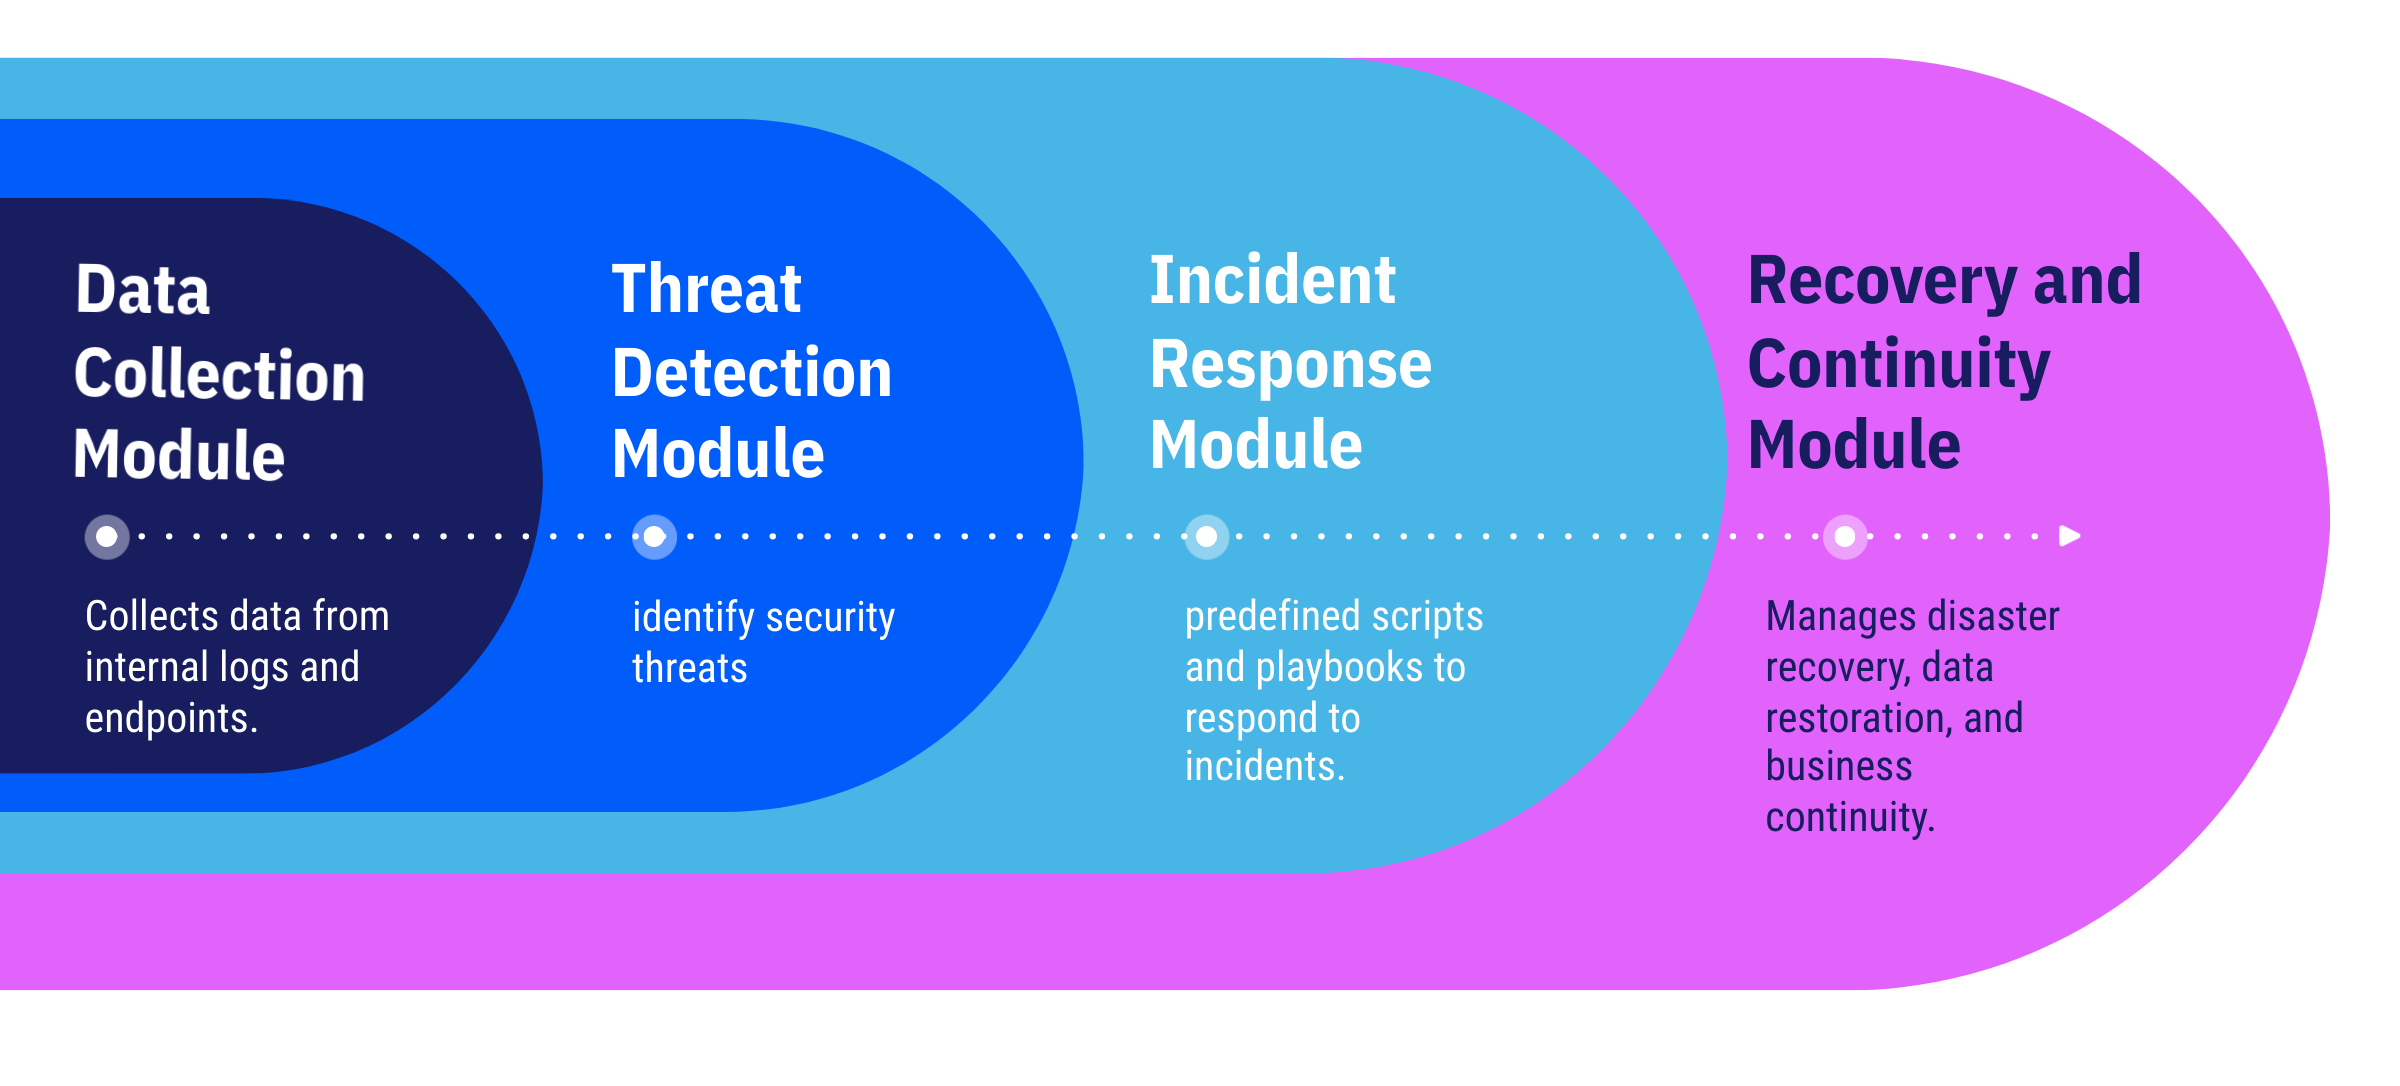 Data
Collection
Module
Collects data from
internal logs and
endpoints.
Threat
Detection
Module
identify security
threats
Incident
Response
Module
predefined scripts
and playbooks to
respond to
incidents.
Recovery and
Continuity
Module
Manages disaster
recovery, data
restoration, and
business
continuity.